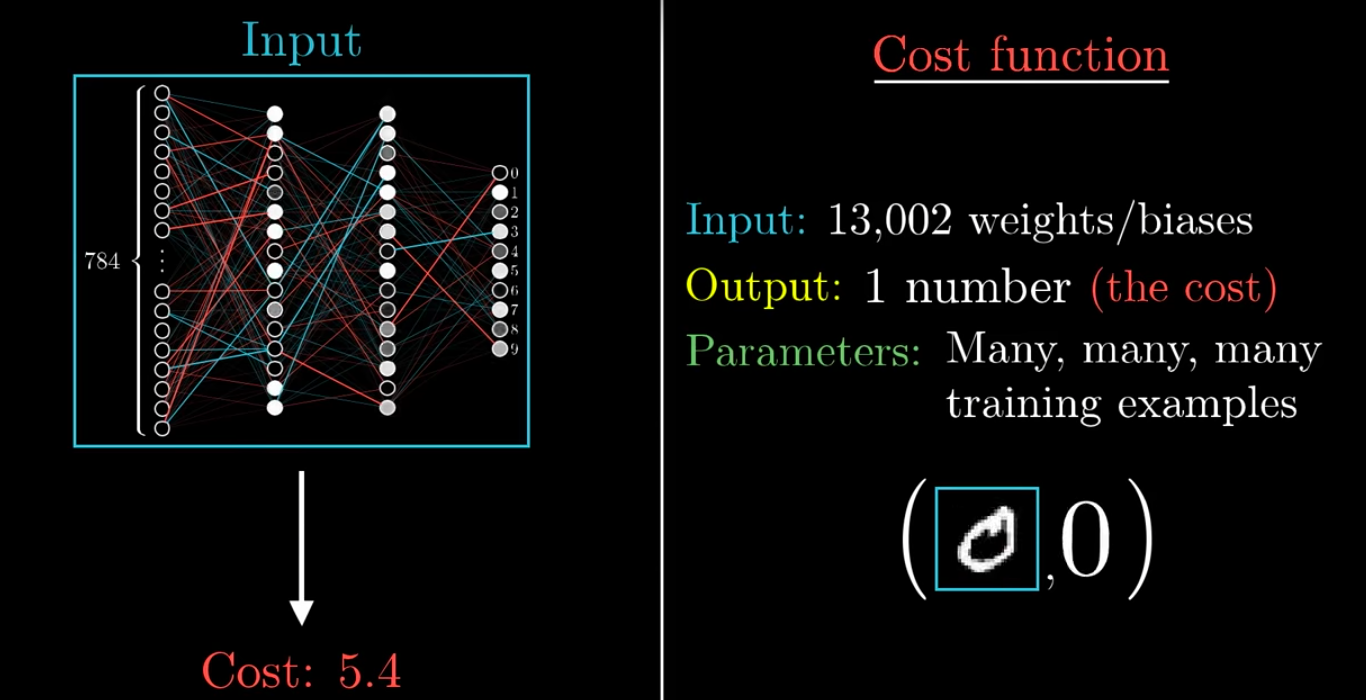 Input
784
0
1
2
3
4
5
6
7
8
9
Cost: 5.4
Cost function
Input: 13,002 weights/biases
Output: 1 number (the cost)
Parameters: Many, many, many
training examples
(0,0)